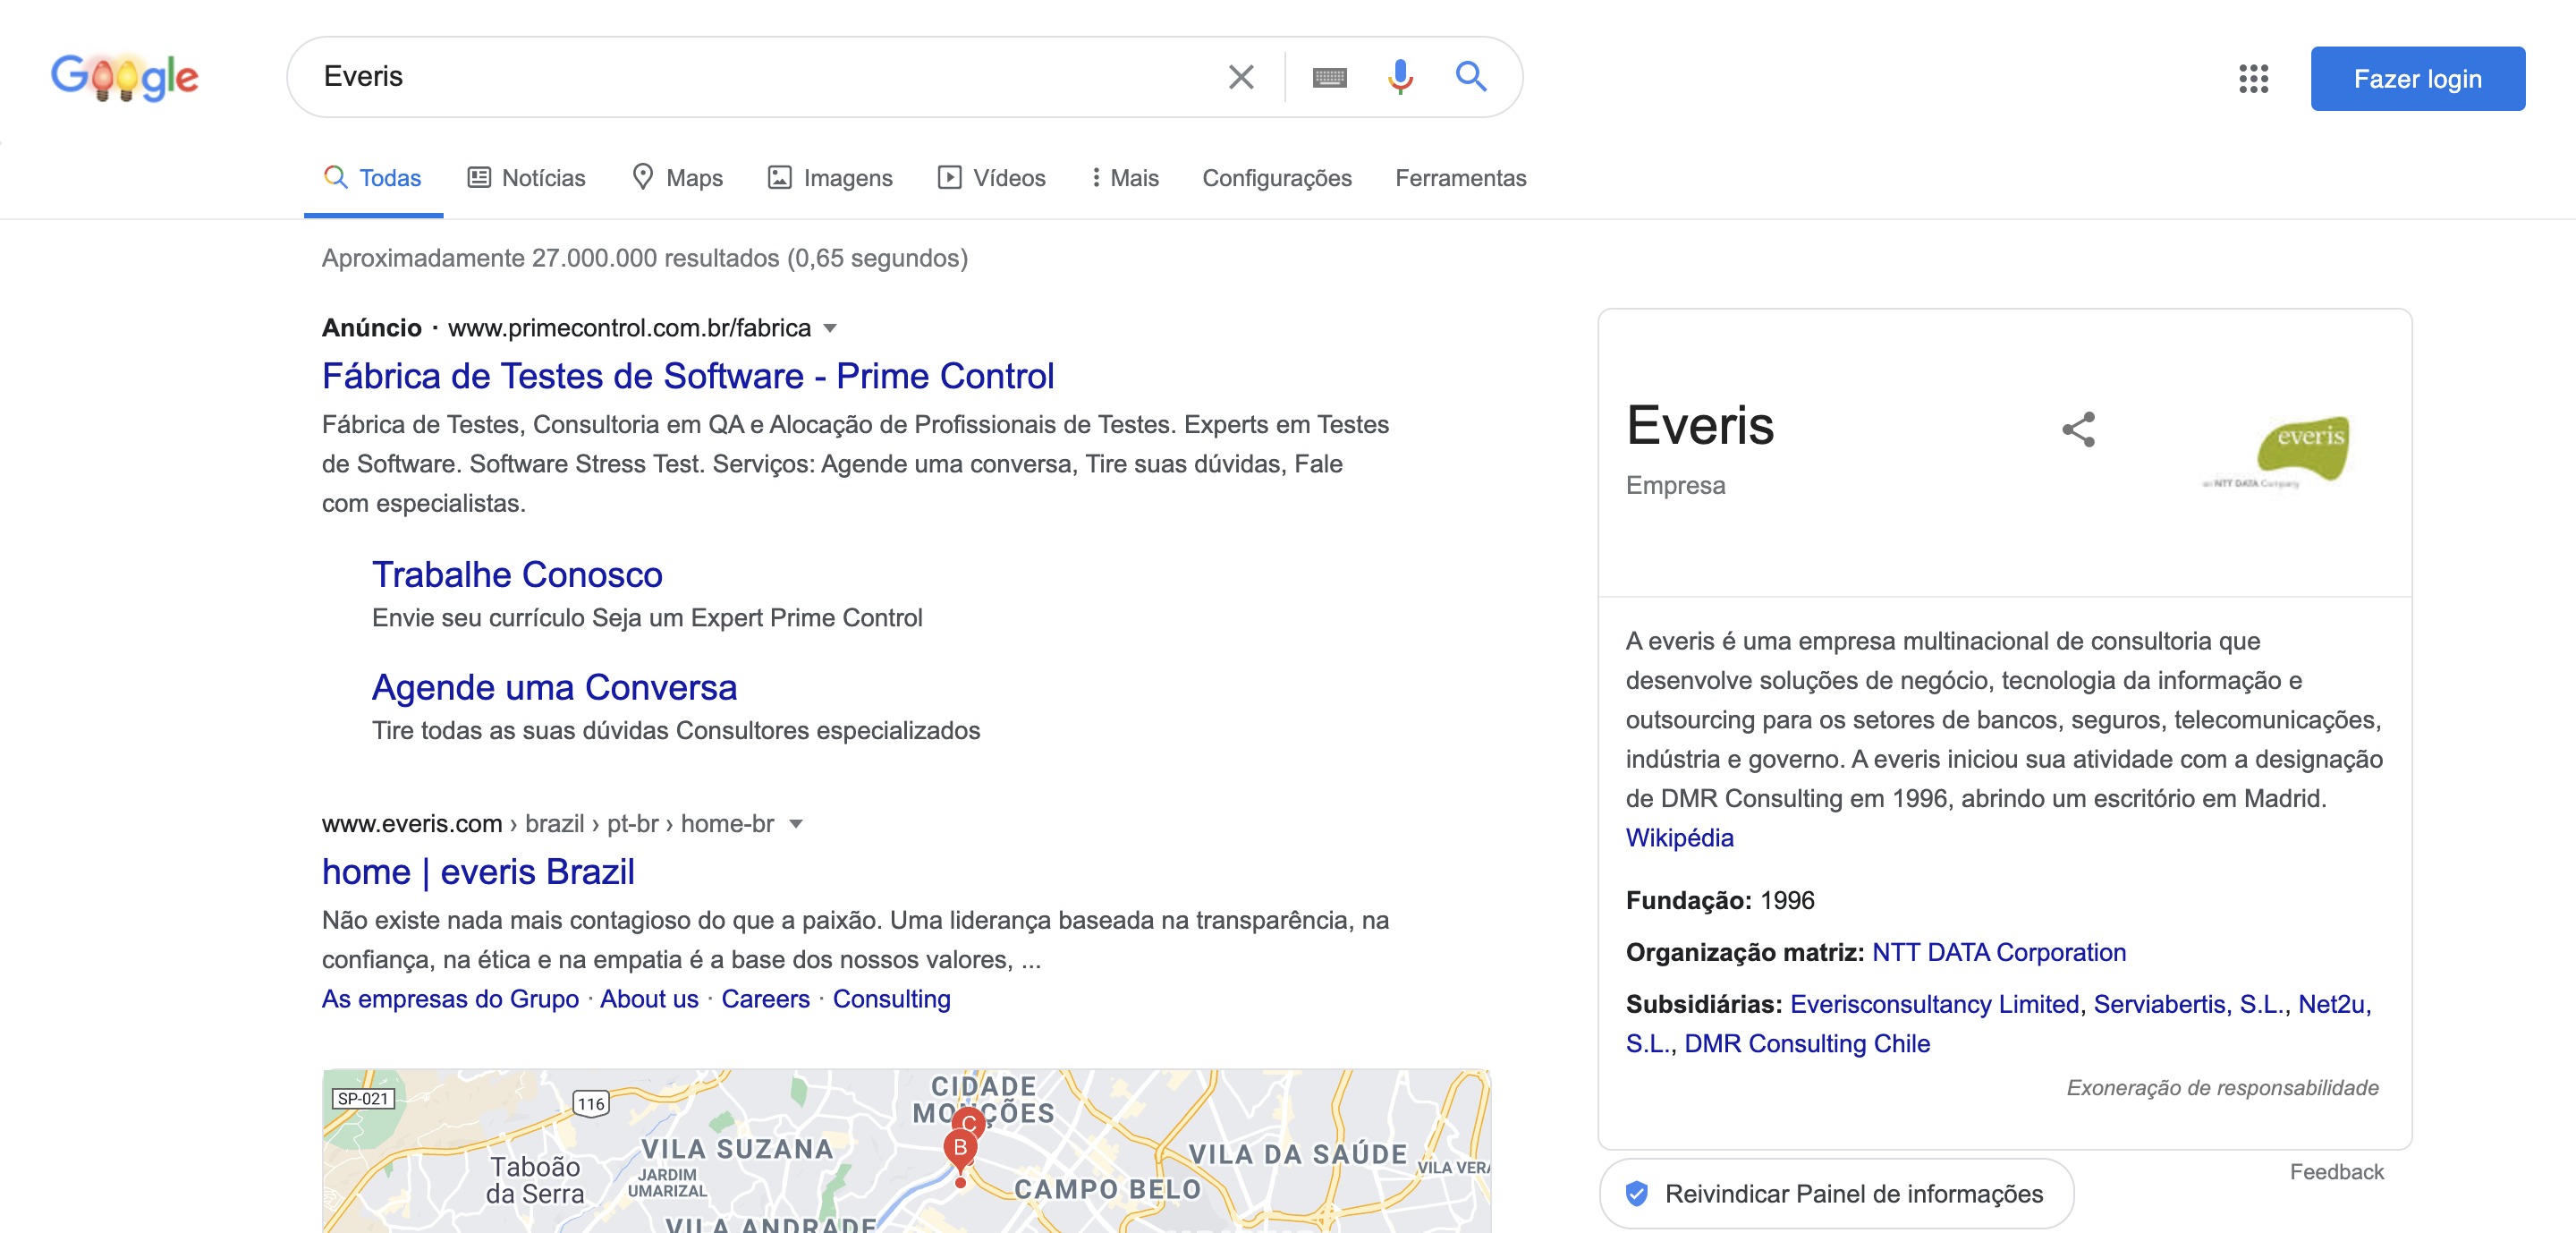 Google
Everis
Fazer login
Todas
Notícias
Maps
Imagens
Vídeos
Mais
Configurações
Ferramentas
Aproximadamente 27.000.000 resultados (0,65 segundos)
Anúncio · www.primecontrol.com.br/fabrica
Fábrica de Testes de Software - Prime Control
Fábrica de Testes, Consultoria em QA e Alocação de Profissionais de Testes. Experts em Testes
de Software. Software Stress Test. Serviços: Agende uma conversa, Tire suas dúvidas, Fale
com especialistas.
Trabalhe Conosco
Envie seu currículo Seja um Expert Prime Control
Agende uma Conversa
Tire todas as suas dúvidas Consultores especializados
www.everis.com › brazil › pt-br › home-br
home | everis Brazil
Não existe nada mais contagioso do que a paixão. Uma liderança baseada na transparência, na
confiança, na ética e na empatia é a base dos nossos valores, ...
As empresas do Grupo · About us · Careers · Consulting
SP-021
116
CIDADE
MONÇÕES
C
B
VILA SUZANA
JARDIM
UMARIZAL
Taboão
da Serra
VILA DA SAÚDE
VILA VERA
CAMPO BELO
VILA ANDRADE
Everis
Empresa
everis
an NTT DATA Company
A everis é uma empresa multinacional de consultoria que
desenvolve soluções de negócio, tecnologia da informação e
outsourcing para os setores de bancos, seguros, telecomunicações,
indústria e governo. A everis iniciou sua atividade com a designação
de DMR Consulting em 1996, abrindo um escritório em Madrid.
Wikipédia
Fundação: 1996
Organização matriz: NTT DATA Corporation
Subsidiárias: Everisconsultancy Limited, Serviabertis, S.L., Net2u,
S.L., DMR Consulting Chile
Exoneração de responsabilidade
Feedback
Reivindicar Painel de informações